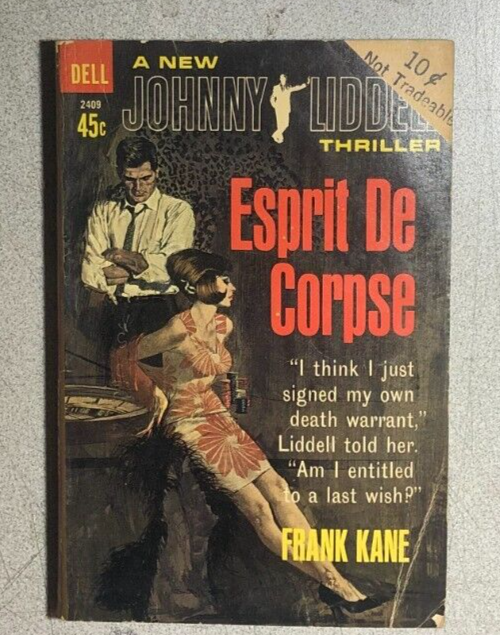 DELL
2409
45c
A NEW
JOHNNY LIDDELL
THRILLER
10¢
Not Tradeable
Esprit De
Corpse
“I think I just
signed my own
death warrant,”
Liddell told her.
“Am I entitled
to a last wish?”
FRANK KANE